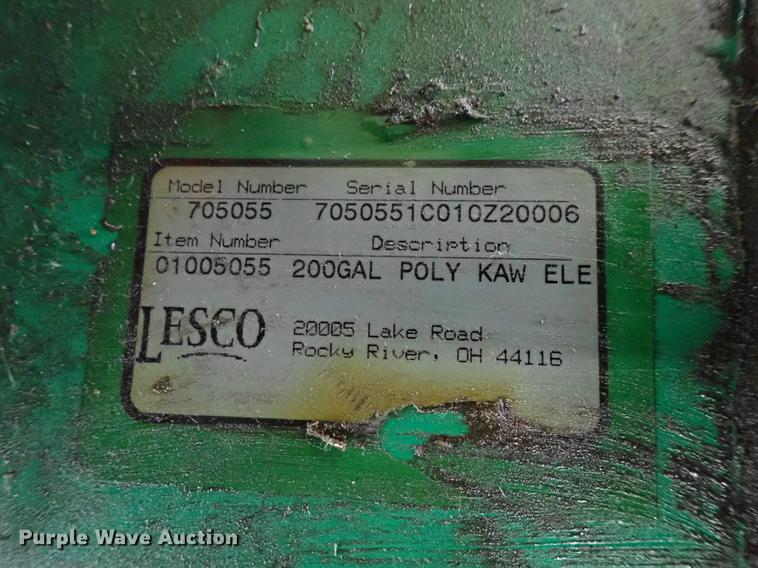 Model Number Serial Number
705055 7050551C010Z20006
Item Number Description
01005055 200GAL POLY KAW ELE
LESCO
20005 Lake Road
Rocky River, OH 44116
Purple Wave Auction